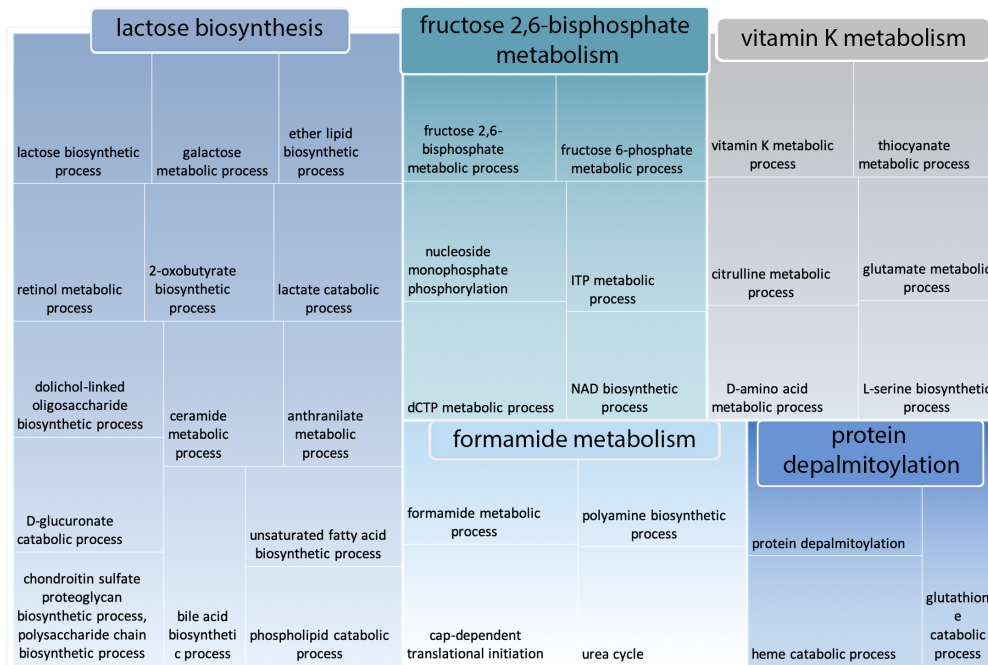 lactose biosynthesis
lactose biosynthetic
process
galactose
metabolic process
ether lipid
biosynthetic
process
retinol metabolic
process
2-oxobutyrate
biosynthetic
process
lactate catabolic
process
dolichol-linked
oligosaccharide
biosynthetic process
ceramide
metabolic
process
anthranilate
metabolic
process
D-glucuronate
catabolic process
chondroitin sulfate
proteoglycan
biosynthetic process,
polysaccharide chain
biosynthetic process
bile acid
biosyntheti
c process
unsaturated fatty acid
biosynthetic process
phospholipid catabolic
process
fructose 2,6-bisphosphate
metabolism
fructose 2,6-
bisphosphate
metabolic process
fructose 6-phosphate
metabolic process
nucleoside
monophosphate
phosphorylation
ITP metabolic
process
dCTP metabolic process
NAD biosynthetic
process
vitamin K metabolism
vitamin K metabolic
process
thiocyanate
metabolic process
citrulline metabolic
process
glutamate metabolic
process
D-amino acid
metabolic process
L-serine biosynthetic
process
formamide metabolism
formamide metabolic
process
polyamine biosynthetic
process
cap-dependent
translational initiation
urea cycle
protein
depalmitoylation
protein depalmitoylation
heme catabolic process
glutathion
e
catabolic
process